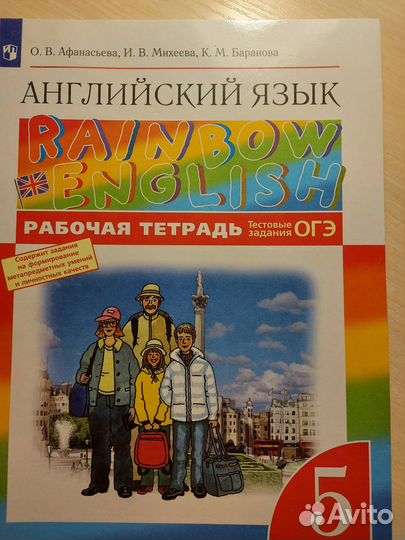 О. В. Афанасьева, И. В. Михеева, К. М. Баранова
АНГЛИЙСКИЙ ЯЗЫК
RAINBOW
ENGLISH
РАБОЧАЯ ТЕТРАДЬ
Тестовые
задания ОГЭ
Содержит задания
на формирование
метапредметных умений
и личностных качеств
5
Avito